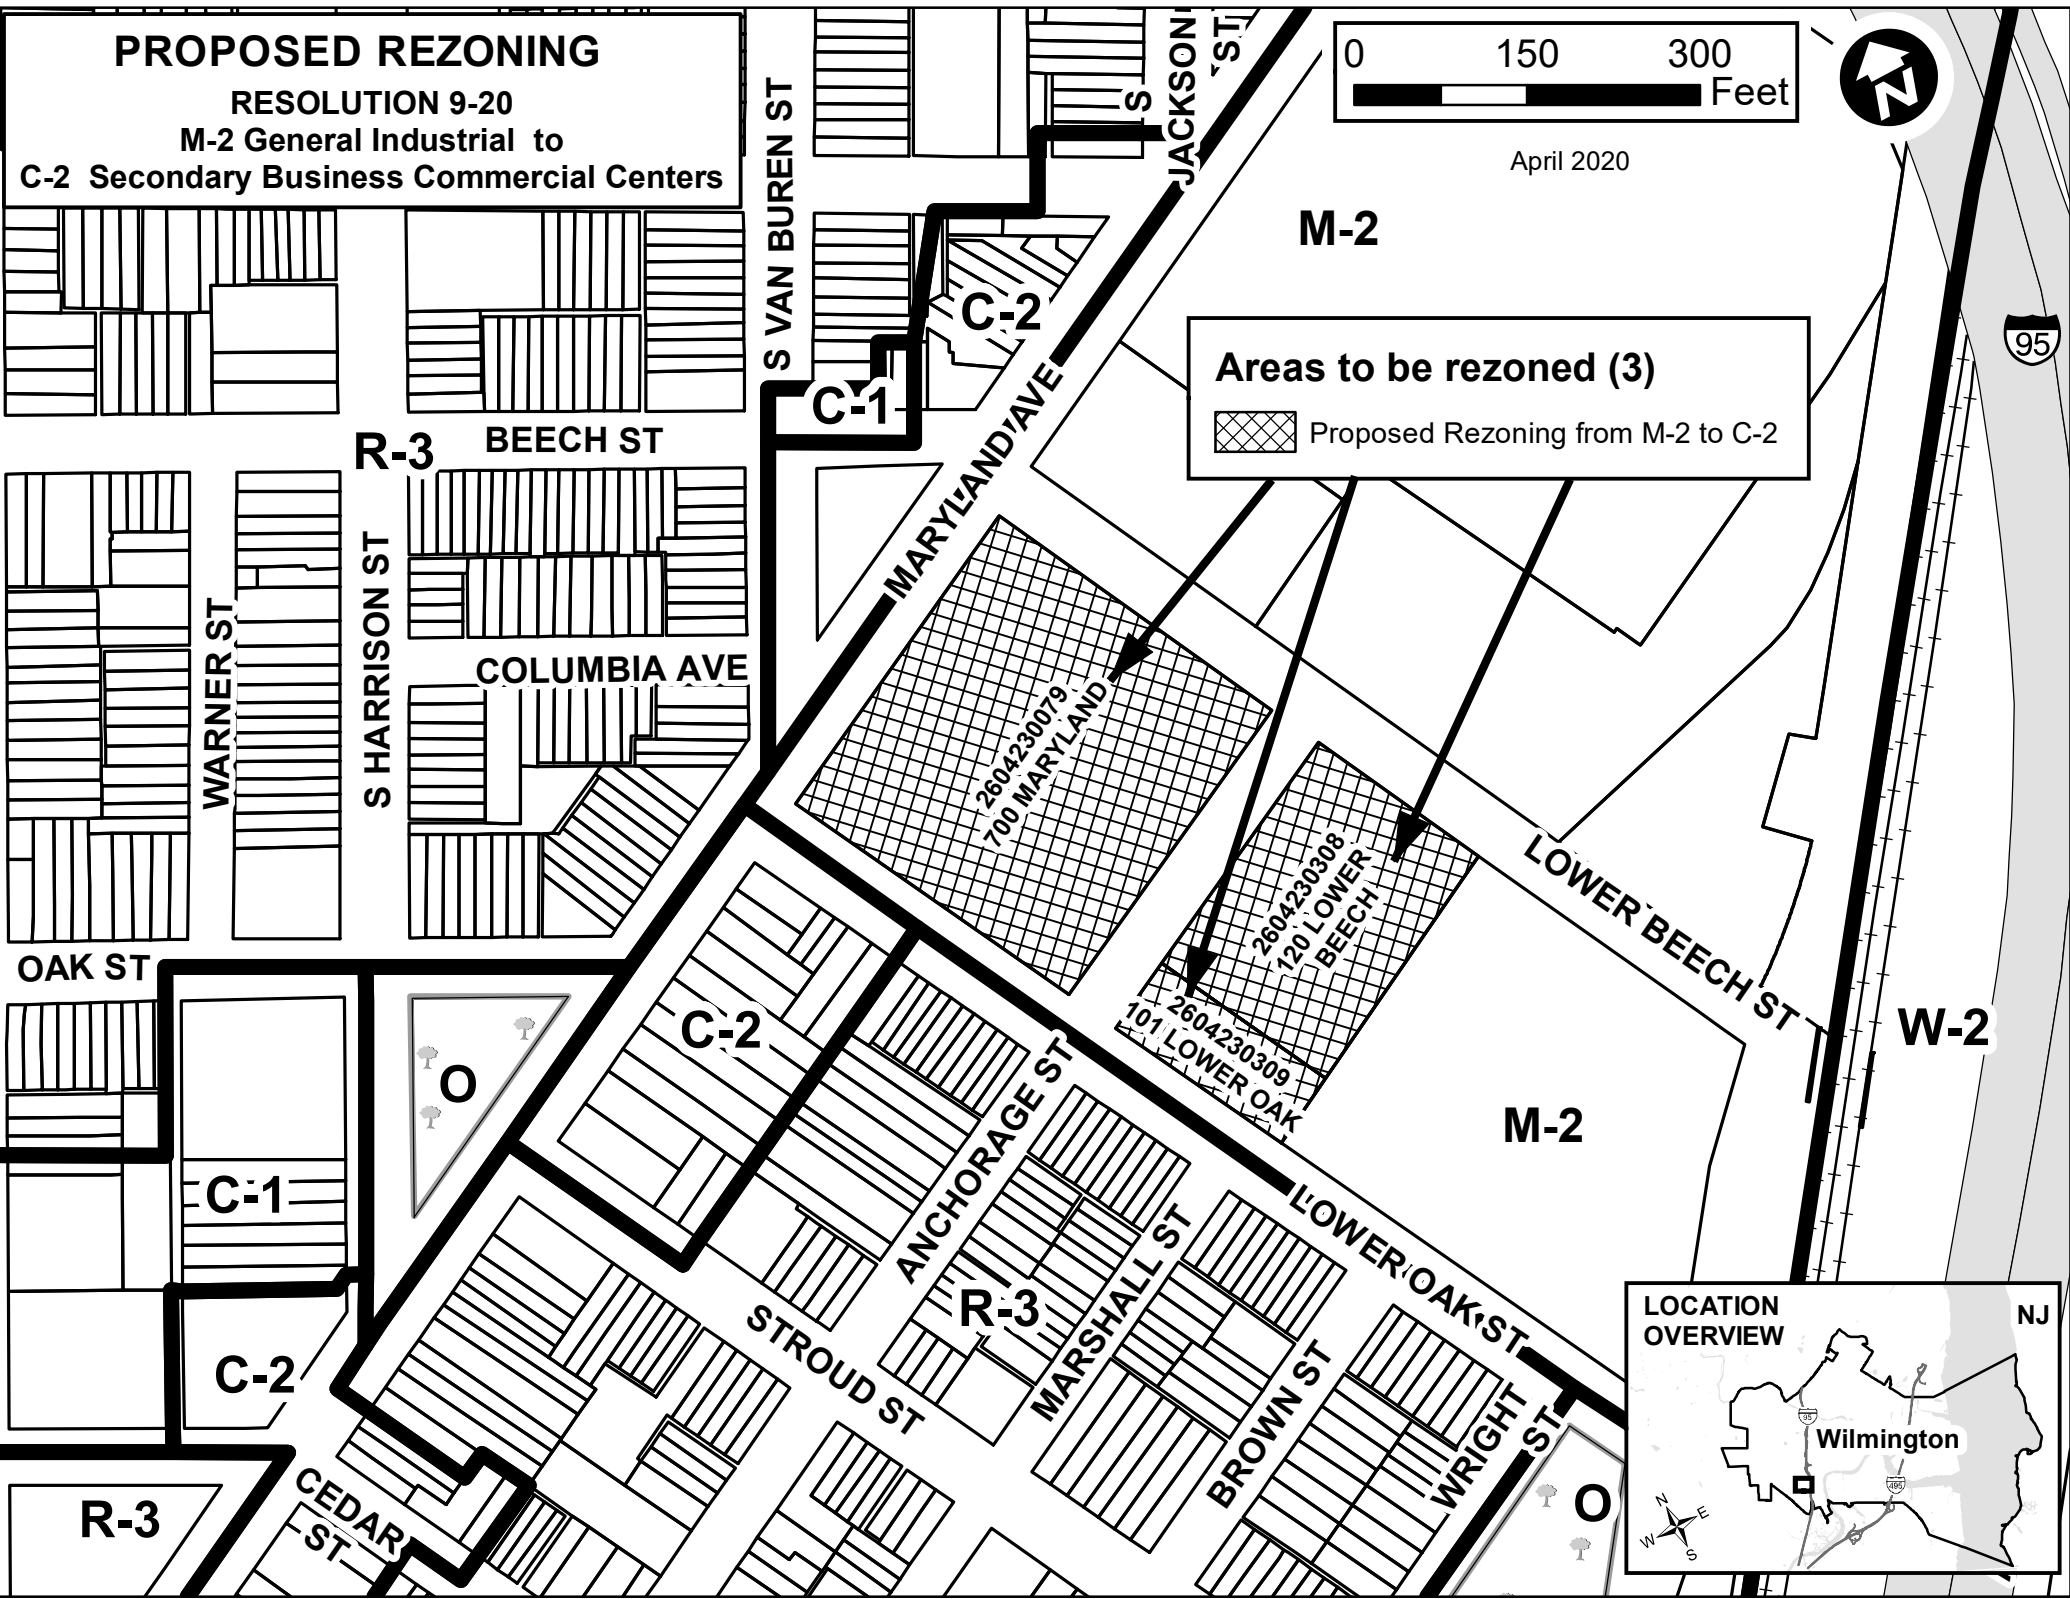 PROPOSED REZONING
RESOLUTION 9-20
M-2 General Industrial to
C-2 Secondary Business Commercial Centers
S VAN BUREN ST
S
JACKSON
ST
0 150 300
Feet
N
April 2020
M-2
95
C-2
Areas to be rezoned (3)
Proposed Rezoning from M-2 to C-2
C-1
R-3
BEECH ST
MARYLAND AVE
WARNER ST
S HARRISON ST
COLUMBIA AVE
2604230079
700 MARYLAND
2604230308
120 LOWER
BEECH
LOWER BEECH ST
OAK ST
2604230309
101 LOWER OAK
C-2
O
W-2
M-2
ANCHORAGE ST
C-1
R-3
MARSHALL ST
LOWER OAK ST
C-2
STROUD ST
BROWN ST
WRIGHT
ST
R-3
CEDAR
ST
O
LOCATION
OVERVIEW
NJ
95
Wilmington
495
N
W E
S